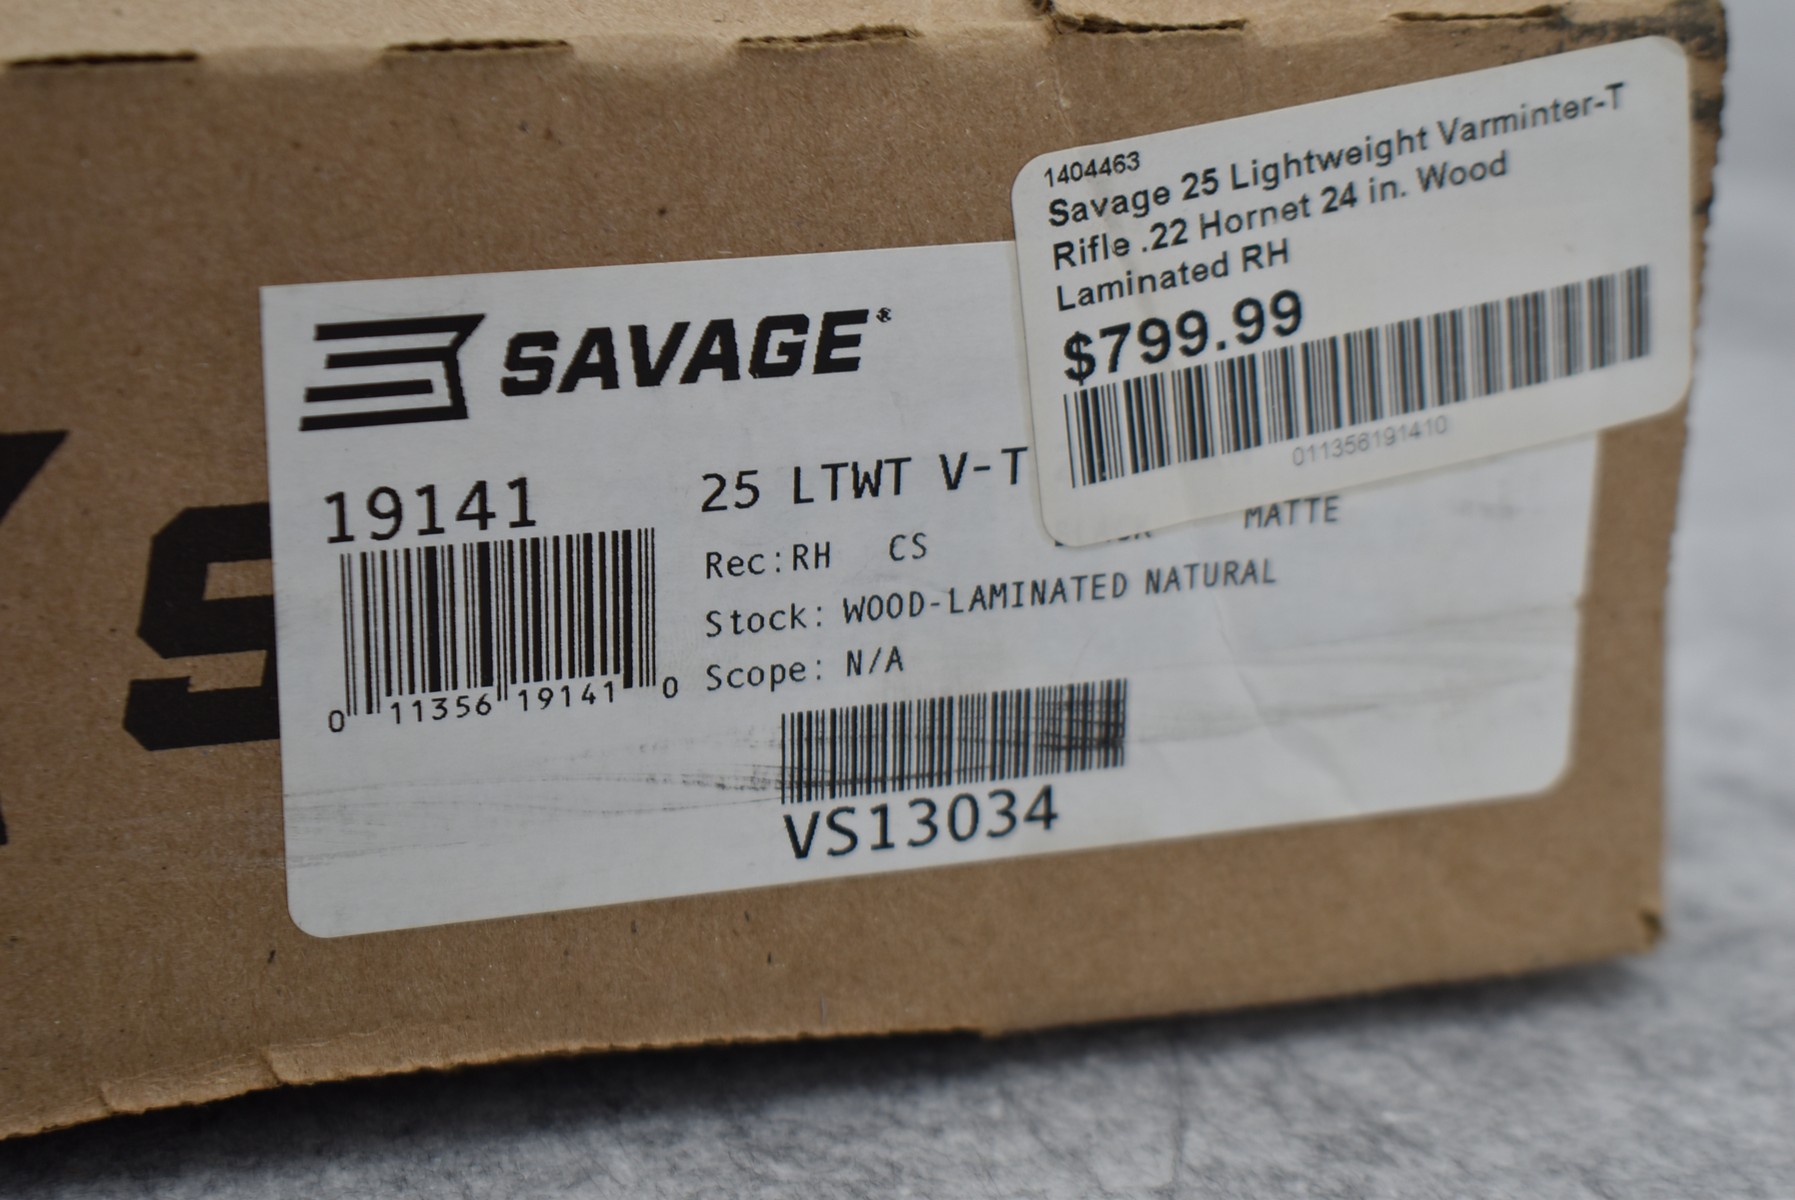 1404463
Savage 25 Lightweight Varminter-T
Rifle .22 Hornet 24 in. Wood
Laminated RH
$799.99
011356191410
SAVAGE®
19141
25 LTWT V-T
Rec:RH CS MATTE
Stock: WOOD-LAMINATED NATURAL
Scope: N/A
0 11356 19141 0
VS13034